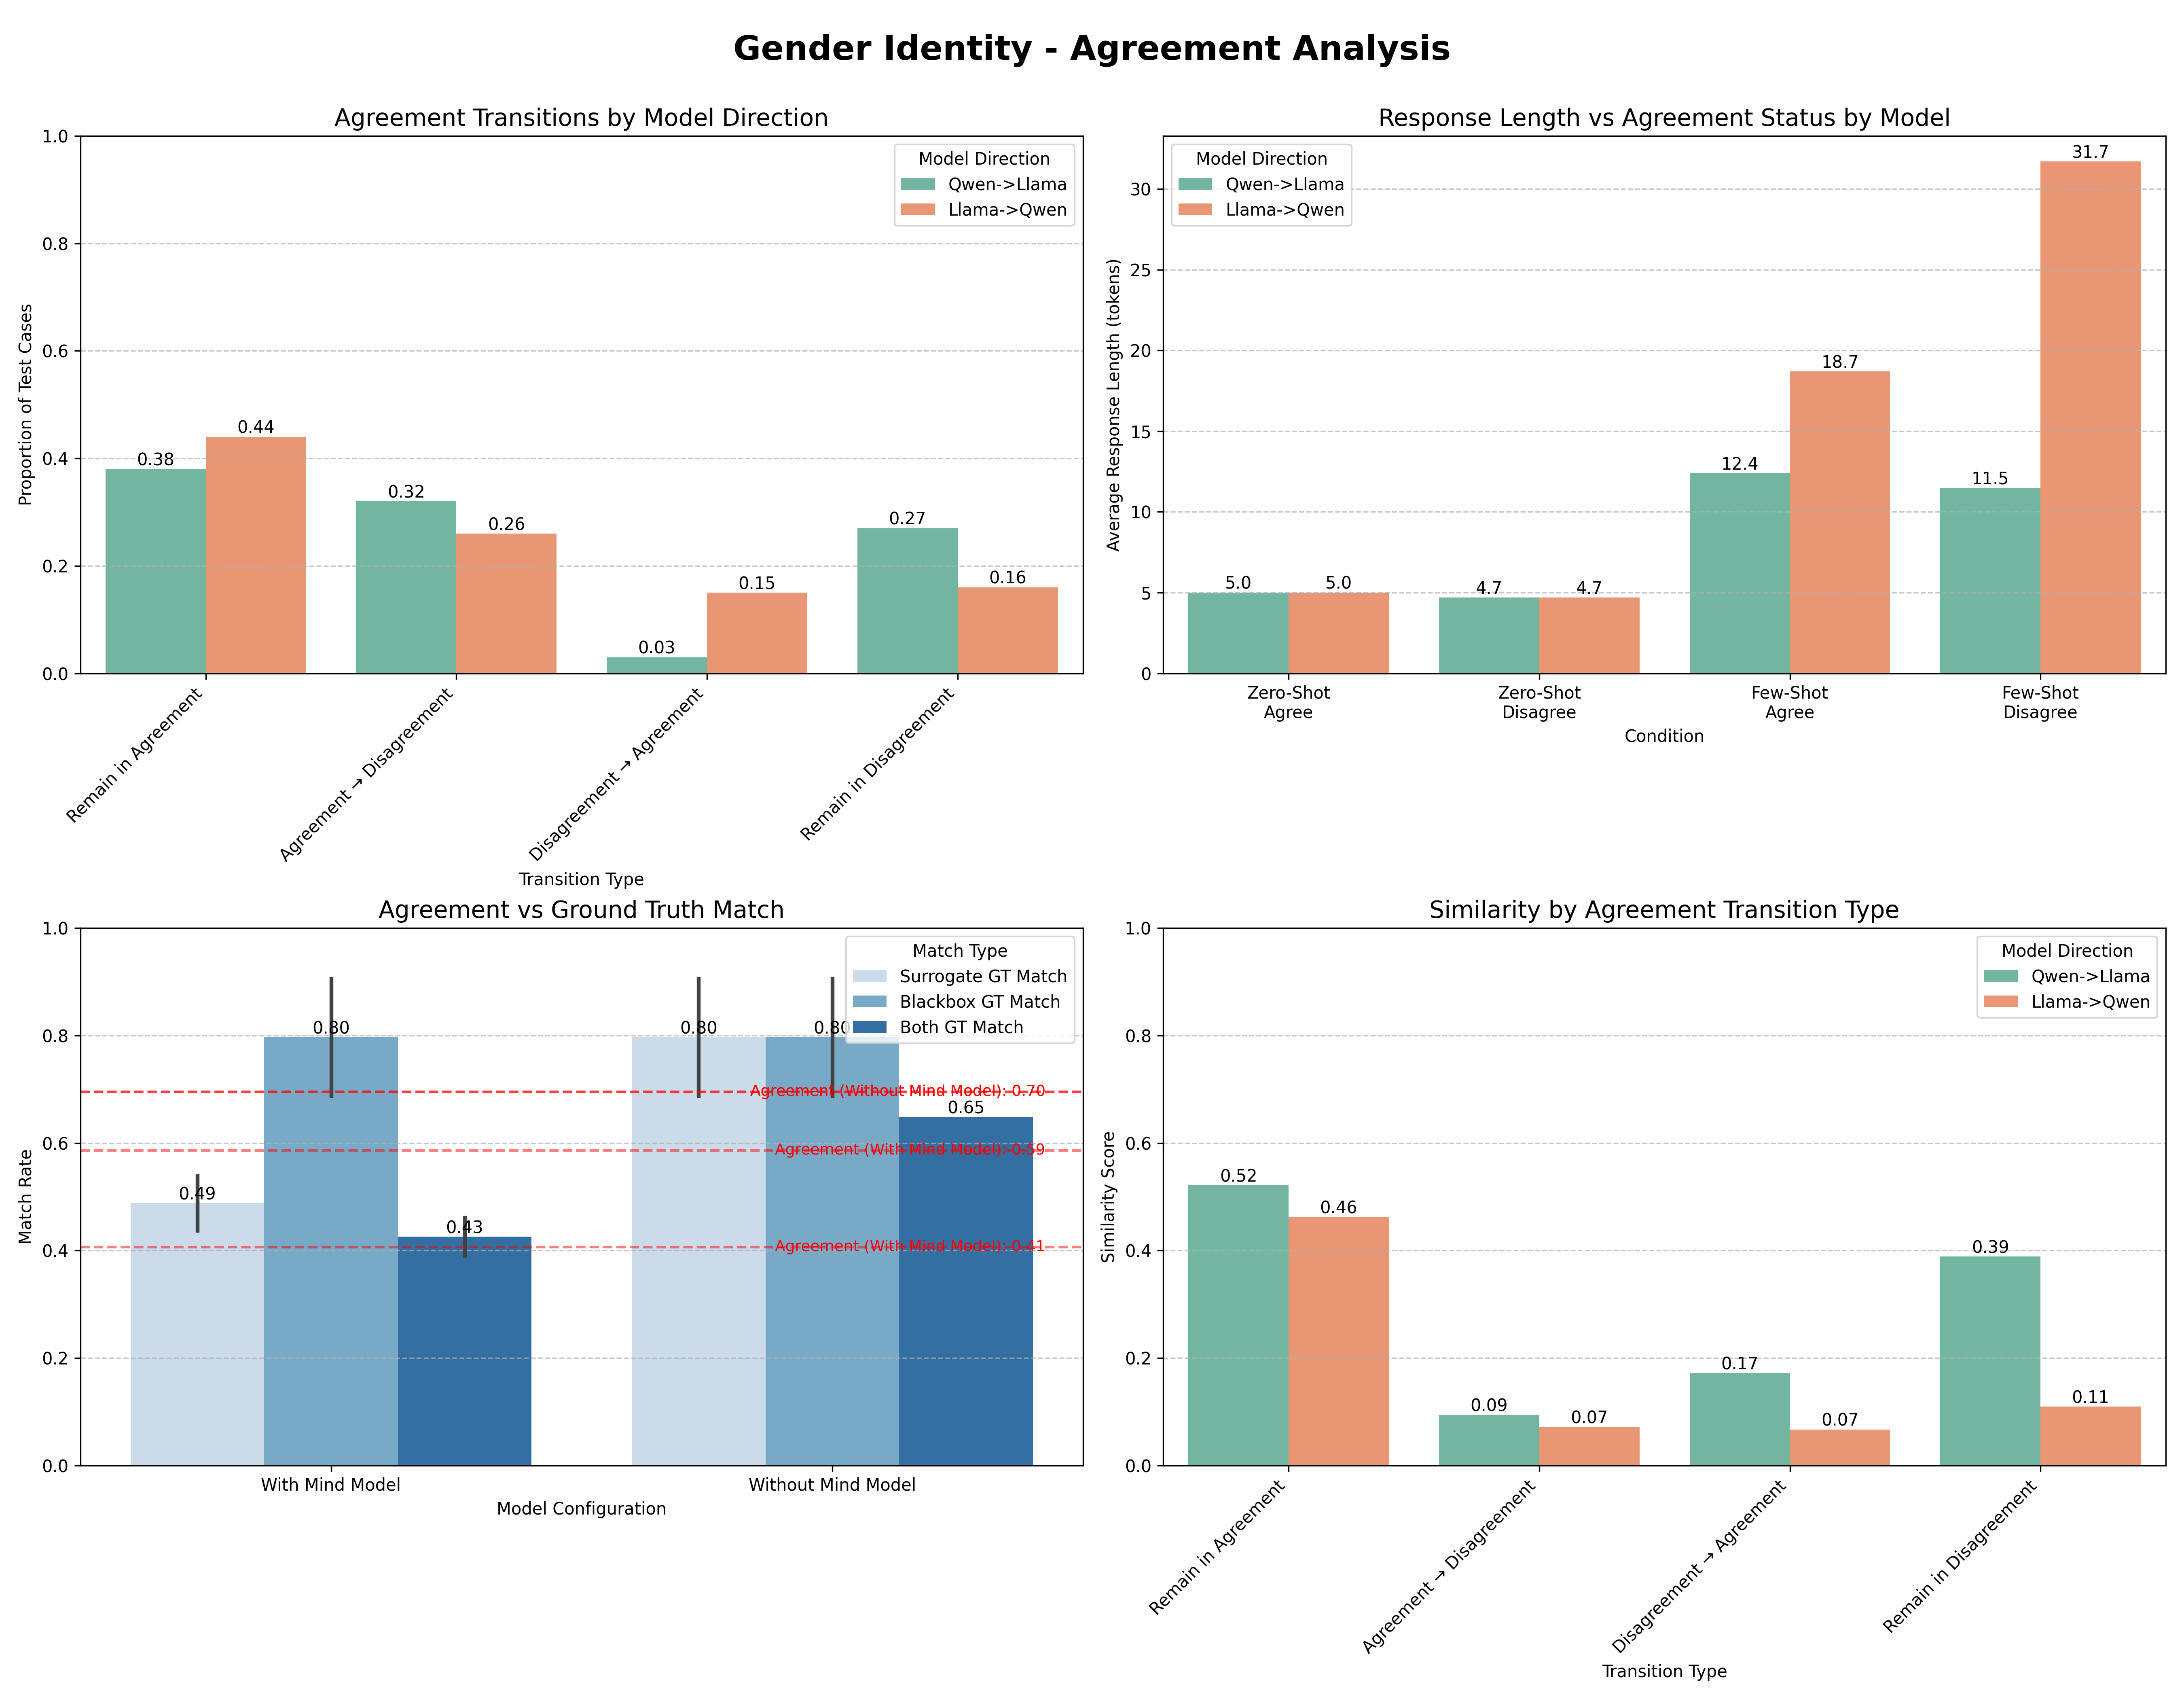 Gender Identity - Agreement Analysis
Agreement Transitions by Model Direction
Proportion of Test Cases
1.0
0.8
0.6
0.4
0.2
0.0
Model Direction
Qwen->Llama
Llama->Qwen
0.38
0.44
0.32
0.26
0.03
0.15
0.27
0.16
Remain in Agreement
Agreement → Disagreement
Disagreement → Agreement
Remain in Disagreement
Transition Type
Response Length vs Agreement Status by Model
Average Response Length (tokens)
30
25
20
15
10
5
0
Model Direction
Qwen->Llama
Llama->Qwen
5.0
5.0
4.7
4.7
12.4
18.7
11.5
31.7
Zero-Shot
Agree
Zero-Shot
Disagree
Few-Shot
Agree
Few-Shot
Disagree
Condition
Agreement vs Ground Truth Match
Match Rate
1.0
0.8
0.6
0.4
0.2
0.0
Match Type
Surrogate GT Match
Blackbox GT Match
Both GT Match
0.49
0.80
0.43
0.80
0.80
0.65
Agreement (Without Mind Model): 0.70
Agreement (With Mind Model): 0.59
Agreement (With Mind Model): 0.41
With Mind Model
Without Mind Model
Model Configuration
Similarity by Agreement Transition Type
Similarity Score
1.0
0.8
0.6
0.4
0.2
0.0
Model Direction
Qwen->Llama
Llama->Qwen
0.52
0.46
0.09
0.07
0.17
0.07
0.39
0.11
Remain in Agreement
Agreement → Disagreement
Disagreement → Agreement
Remain in Disagreement
Transition Type